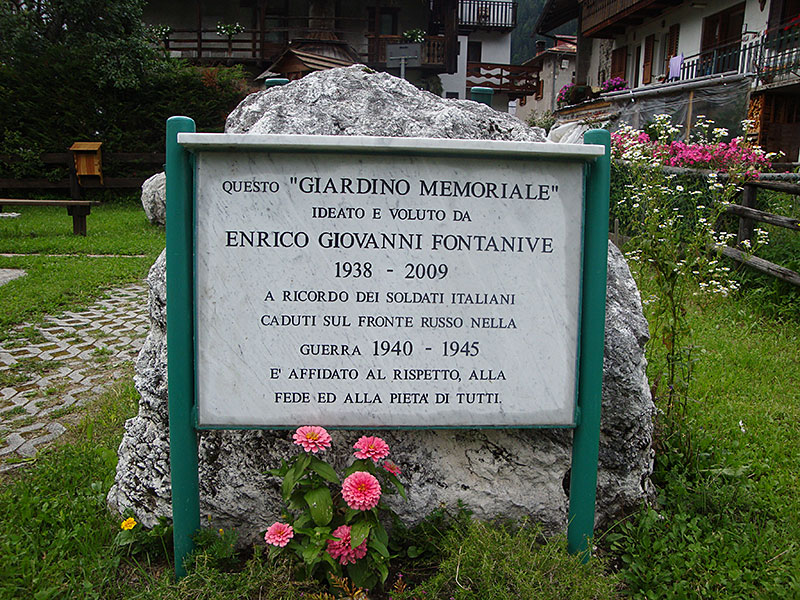 QUESTO "GIARDINO MEMORIALE"
IDEATO E VOLUTO DA
ENRICO GIOVANNI FONTANIVE
1938 - 2009
A RICORDO DEI SOLDATI ITALIANI
CADUTI SUL FRONTE RUSSO NELLA
GUERRA 1940 - 1945
E' AFFIDATO AL RISPETTO, ALLA
FEDE ED ALLA PIETA' DI TUTTI.